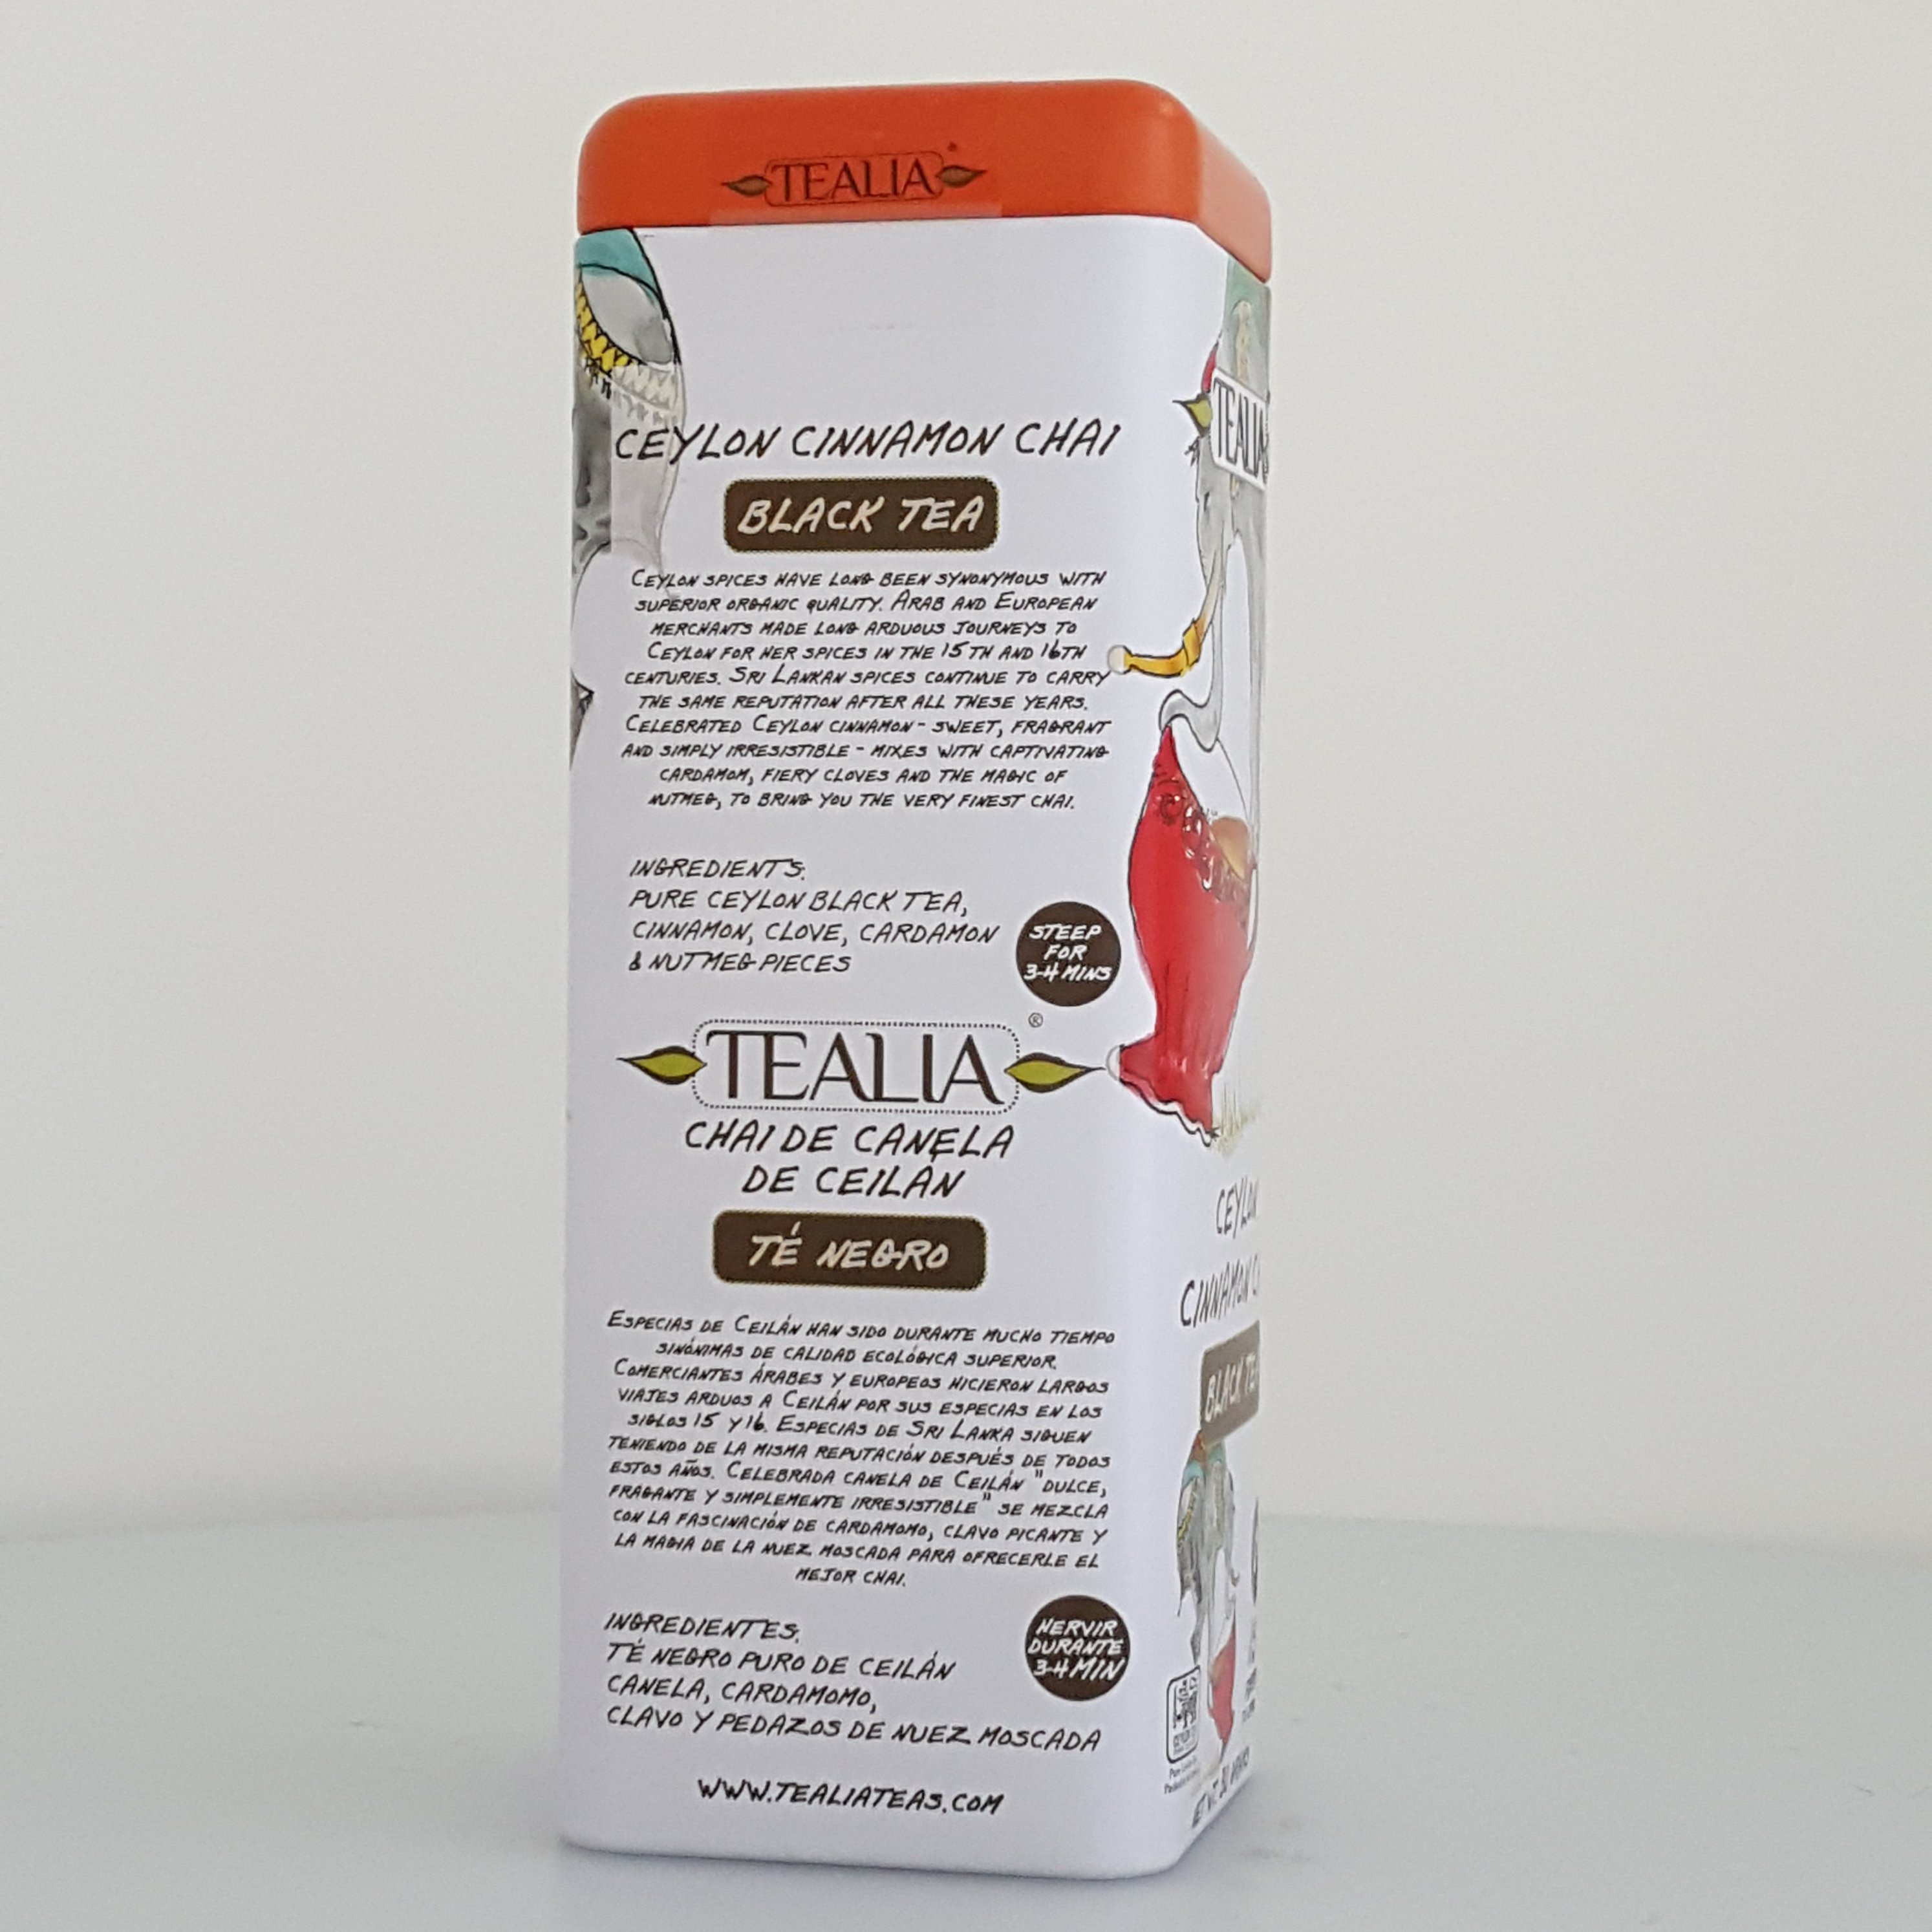 TEALIA®
CEYLON CINNAMON CHAI
BLACK TEA
CEYLON SPICES HAVE LONG BEEN SYNONYMOUS WITH
SUPERIOR ORGANIC QUALITY. ARAB AND EUROPEAN
MERCHANTS MADE LONG ARDUOUS JOURNEYS TO
CEYLON FOR HER SPICES IN THE 15TH AND 16TH
CENTURIES. SRI LANKAN SPICES CONTINUE TO CARRY
THE SAME REPUTATION AFTER ALL THESE YEARS.
CELEBRATED CEYLON CINNAMON - SWEET, FRAGRANT
AND SIMPLY IRRESISTIBLE - MIXES WITH CAPTIVATING
CARDAMOM, FIERY CLOVES AND THE MAGIC OF
NUTMEG, TO BRING YOU THE VERY FINEST CHAI.
INGREDIENTS:
PURE CEYLON BLACK TEA,
CINNAMON, CLOVE, CARDAMON
& NUTMEG PIECES
STEEP
FOR
3-4 MINS
TEALIA®
CHAI DE CANELA
DE CEILÁN
TÉ NEGRO
ESPECIAS DE CEILÁN HAN SIDO DURANTE MUCHO TIEMPO
SINÓNIMAS DE CALIDAD ECOLÓGICA SUPERIOR.
COMERCIANTES ÁRABES Y EUROPEOS HICIERON LARGOS
VIAJES ARDUOS A CEILÁN POR SUS ESPECIAS EN LOS
SIGLOS 15 Y 16. ESPECIAS DE SRI LANKA SIGUEN
TENIENDO DE LA MISMA REPUTACIÓN DESPUÉS DE TODOS
ESTOS AÑOS. CELEBRADA CANELA DE CEILÁN "DULCE,
FRAGANTE Y SIMPLEMENTE IRRESISTIBLE" SE MEZCLA
CON LA FASCINACIÓN DE CARDAMOMO, CLAVO PICANTE Y
LA MAGIA DE LA NUEZ MOSCADA PARA OFRECERLE EL
MEJOR CHAI.
INGREDIENTES:
TÉ NEGRO PURO DE CEILÁN
CANELA, CARDAMOMO,
CLAVO Y PEDAZOS DE NUEZ MOSCADA
HERVIR
DURANTE
3-4 MIN
WWW.TEALIATEAS.COM
TEALIA
CEYLON
CINNAMON
BLACK TE